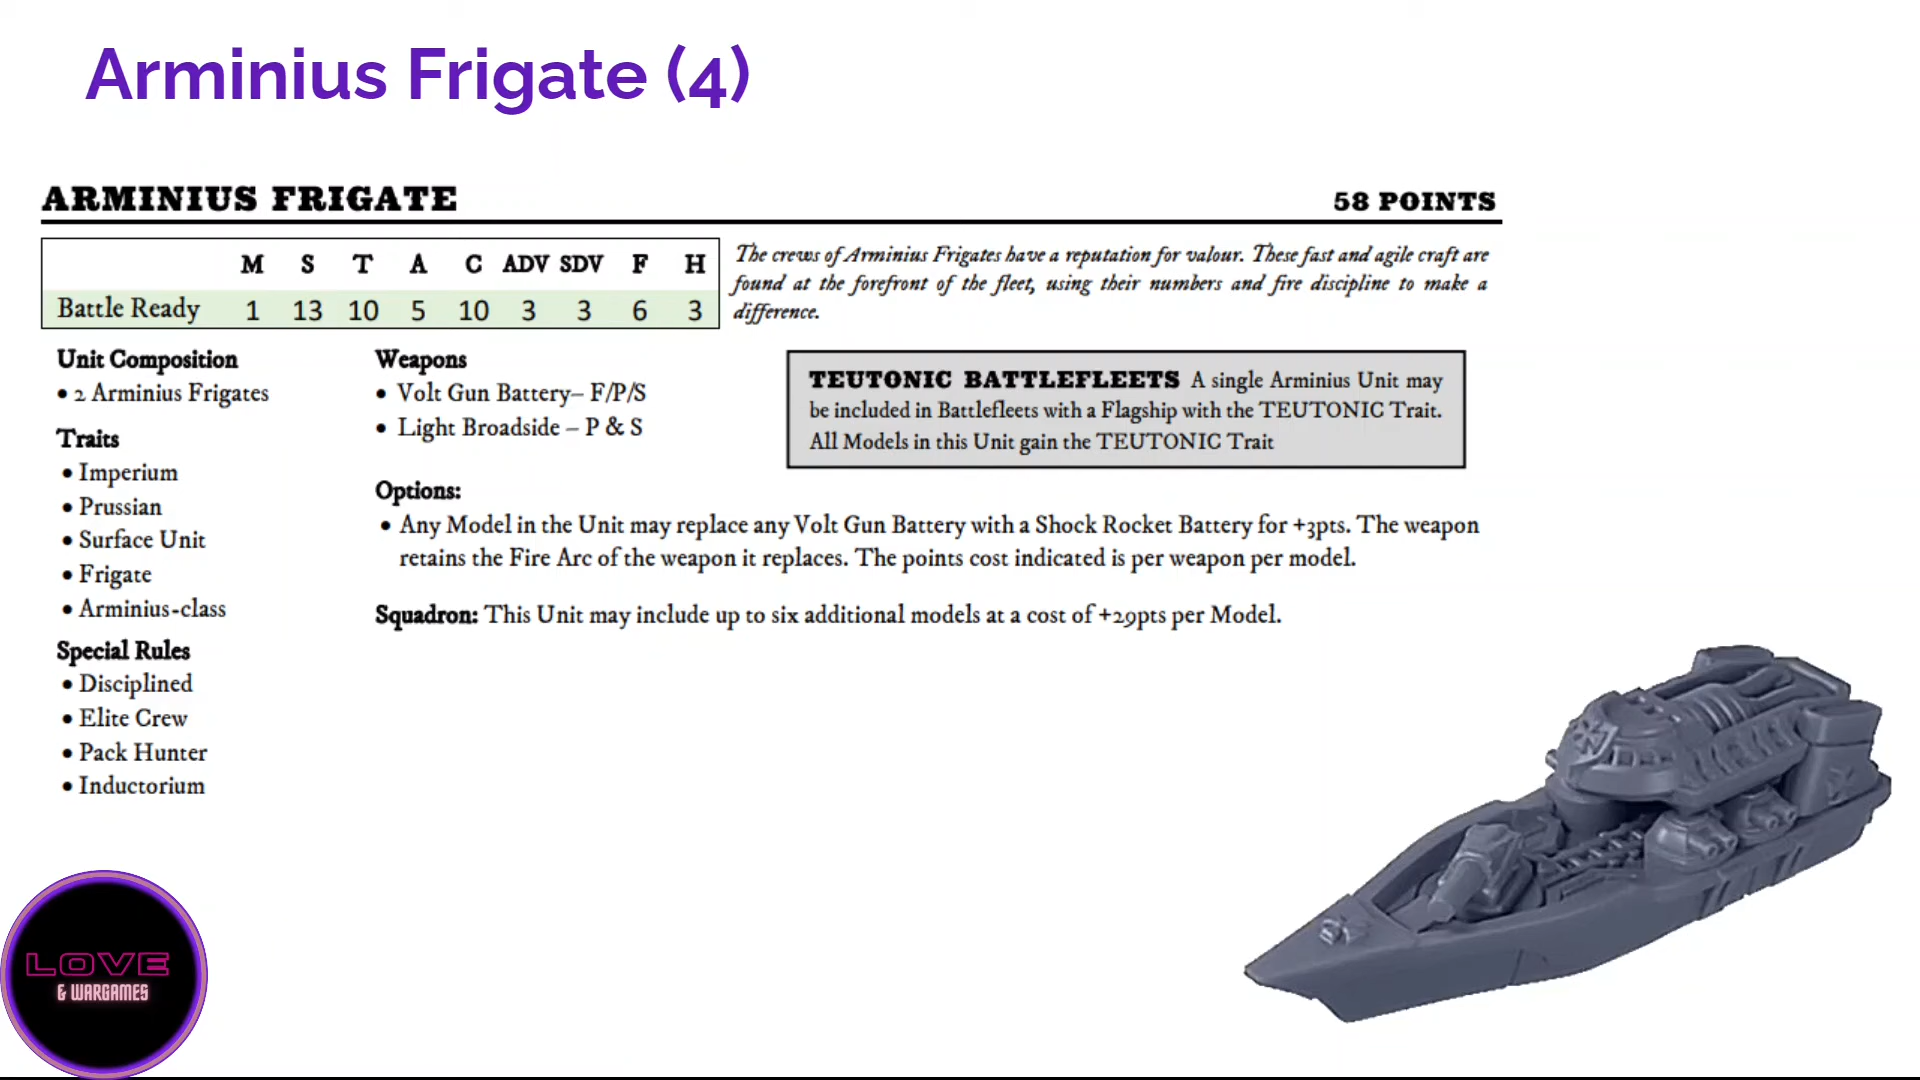 Arminius Frigate (4)
ARMINIUS FRIGATE
58 POINTS
M S T A C ADV SDV F H
Battle Ready 1 13 10 5 10 3 3 6 3
The crews of Arminius Frigates have a reputation for valour. These fast and agile craft are
found at the forefront of the fleet, using their numbers and fire discipline to make a
difference.
Unit Composition
• 2 Arminius Frigates
Traits
• Imperium
• Prussian
• Surface Unit
• Frigate
• Arminius-class
Special Rules
• Disciplined
• Elite Crew
• Pack Hunter
• Inductorium
Weapons
• Volt Gun Battery– F/P/S
• Light Broadside – P & S
TEUTONIC BATTLEFLEETS A single Arminius Unit may
be included in Battlefleets with a Flagship with the TEUTONIC Trait.
All Models in this Unit gain the TEUTONIC Trait
Options:
• Any Model in the Unit may replace any Volt Gun Battery with a Shock Rocket Battery for +3pts. The weapon
retains the Fire Arc of the weapon it replaces. The points cost indicated is per weapon per model.
Squadron: This Unit may include up to six additional models at a cost of +29pts per Model.
LOVE
& WARGAMES